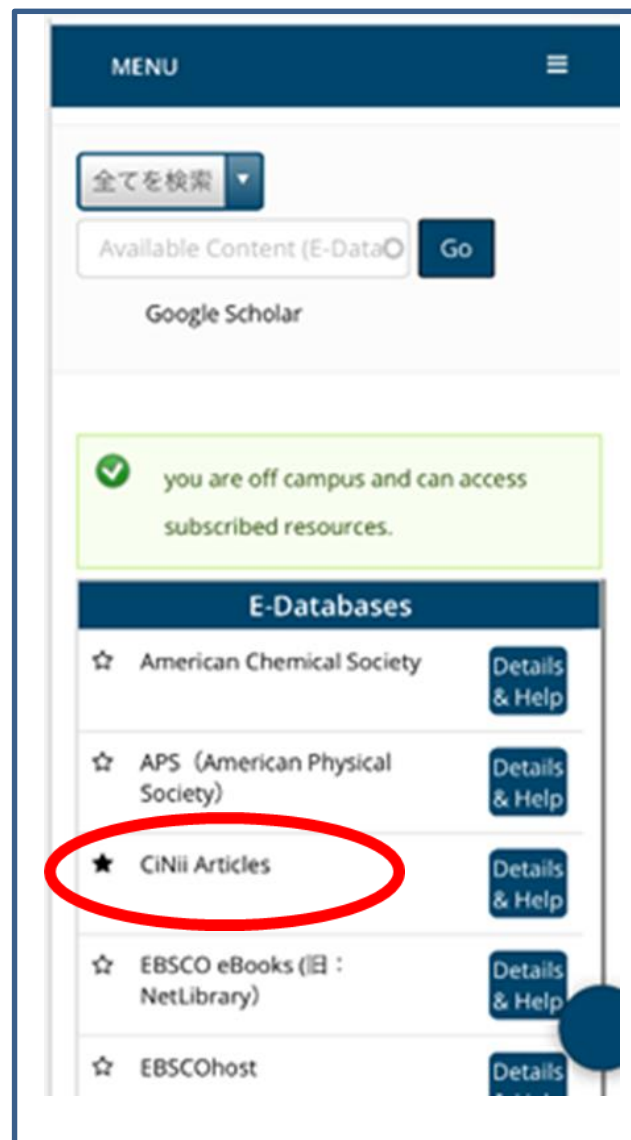 MENU
全てを検索
Available Content (E-Data
Go
Google Scholar
you are off campus and can access
subscribed resources.
E-Databases
☆ American Chemical Society
Details
& Help
☆ APS（American Physical
Society）
Details
& Help
★ CiNii Articles
Details
& Help
☆ EBSCO eBooks (旧：
NetLibrary）
Details
& Help
☆ EBSCOhost
Details